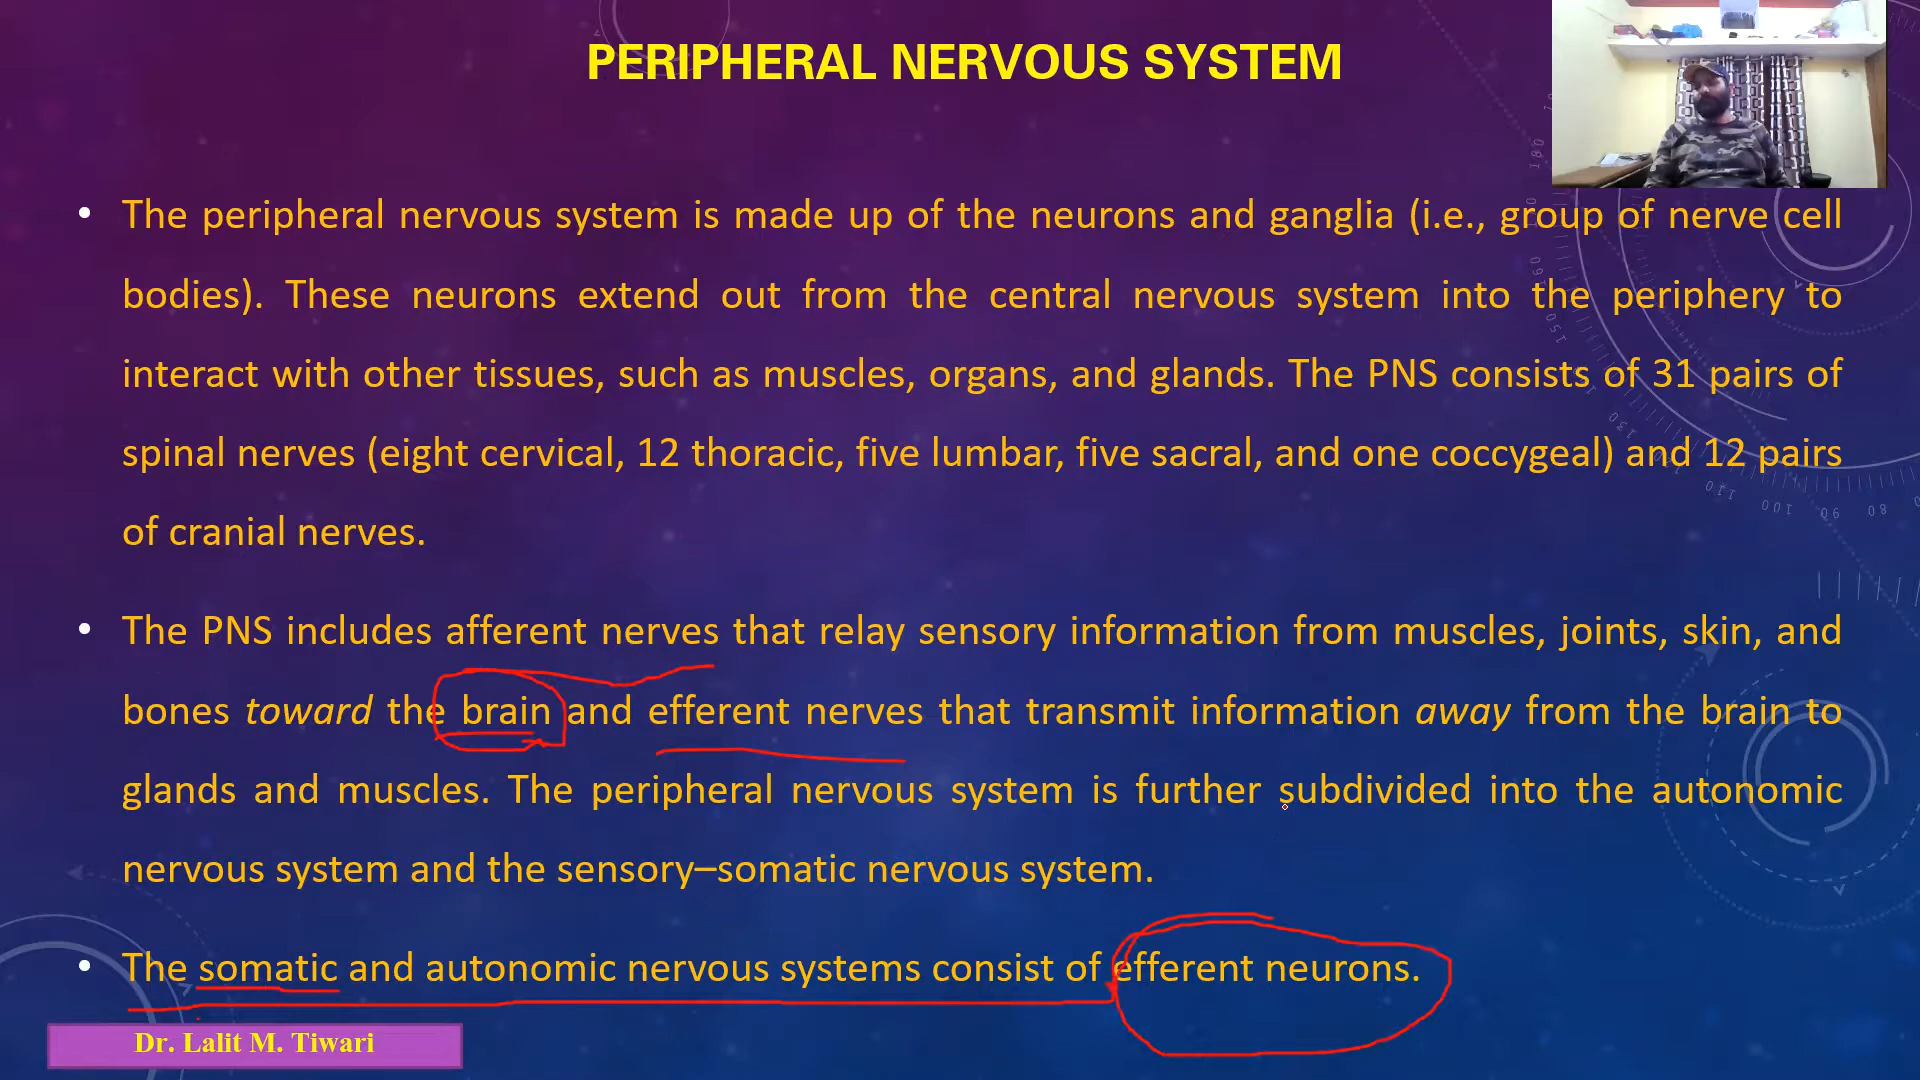 PERIPHERAL NERVOUS SYSTEM
• The peripheral nervous system is made up of the neurons and ganglia (i.e., group of nerve cell
bodies). These neurons extend out from the central nervous system into the periphery to
interact with other tissues, such as muscles, organs, and glands. The PNS consists of 31 pairs of
spinal nerves (eight cervical, 12 thoracic, five lumbar, five sacral, and one coccygeal) and 12 pairs
of cranial nerves.
• The PNS includes afferent nerves that relay sensory information from muscles, joints, skin, and
bones toward the brain and efferent nerves that transmit information away from the brain to
glands and muscles. The peripheral nervous system is further subdivided into the autonomic
nervous system and the sensory–somatic nervous system.
• The somatic and autonomic nervous systems consist of efferent neurons.
Dr. Lalit M. Tiwari